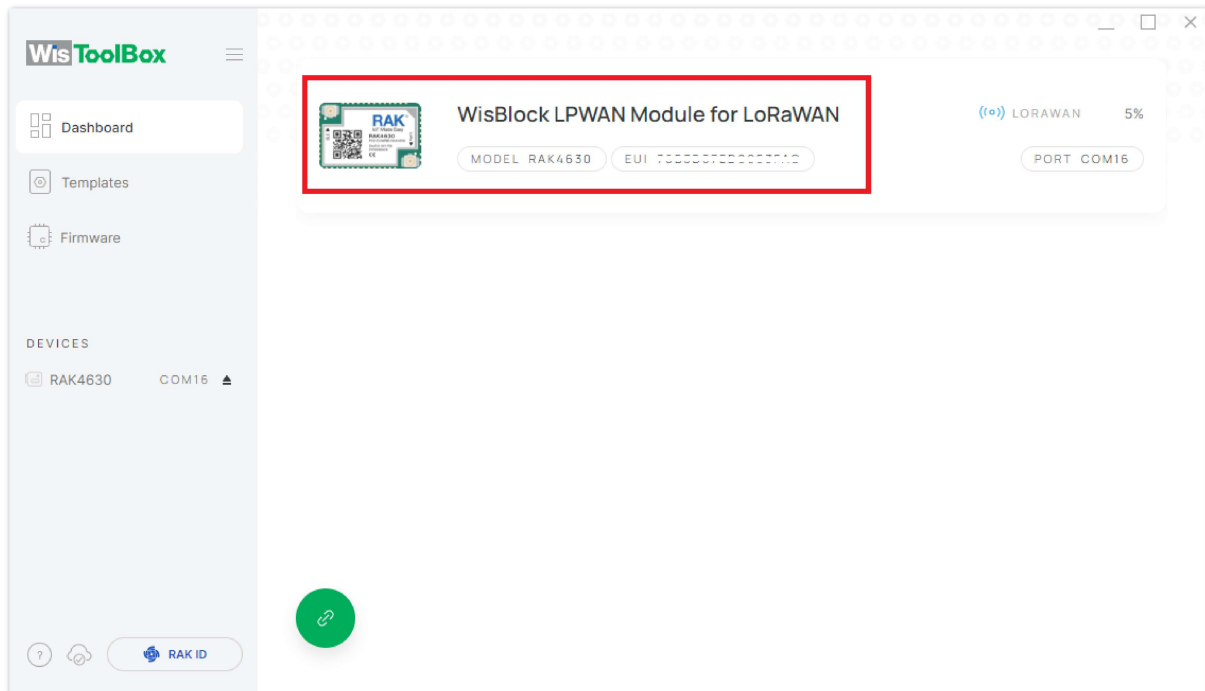 WisToolBox
Dashboard
Templates
Firmware
DEVICES
RAK4630 COM16
? RAK ID
RAK
RAK4630
WisBlock LPWAN Module for LoRaWAN
MODEL RAK4630 EUI
LORAWAN 5%
PORT COM16